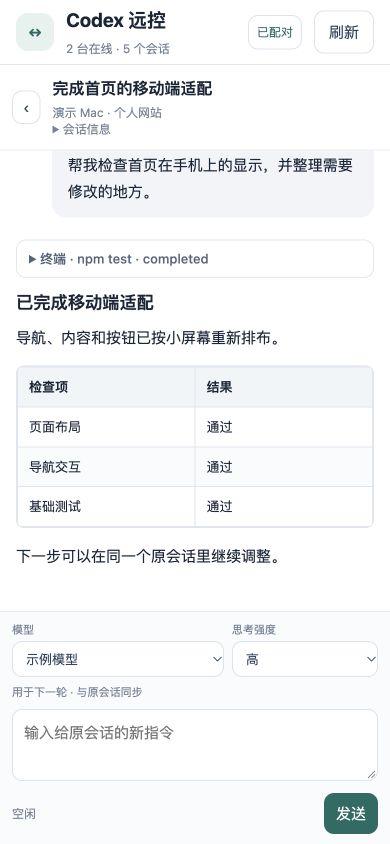 Codex 远控
2 台在线 · 5 个会话
已配对
刷新
完成首页的移动端适配
演示 Mac · 个人网站
▶ 会话信息
帮我检查首页在手机上的显示，并整理需要
修改的地方。
▶ 终端 · npm test · completed
已完成移动端适配
导航、内容和按钮已按小屏幕重新排布。
检查项 结果
页面布局 通过
导航交互 通过
基础测试 通过
下一步可以在同一个原会话里继续调整。
模型 思考强度
示例模型 高
用于下一轮 · 与原会话同步
输入给原会话的新指令
空闲 发送